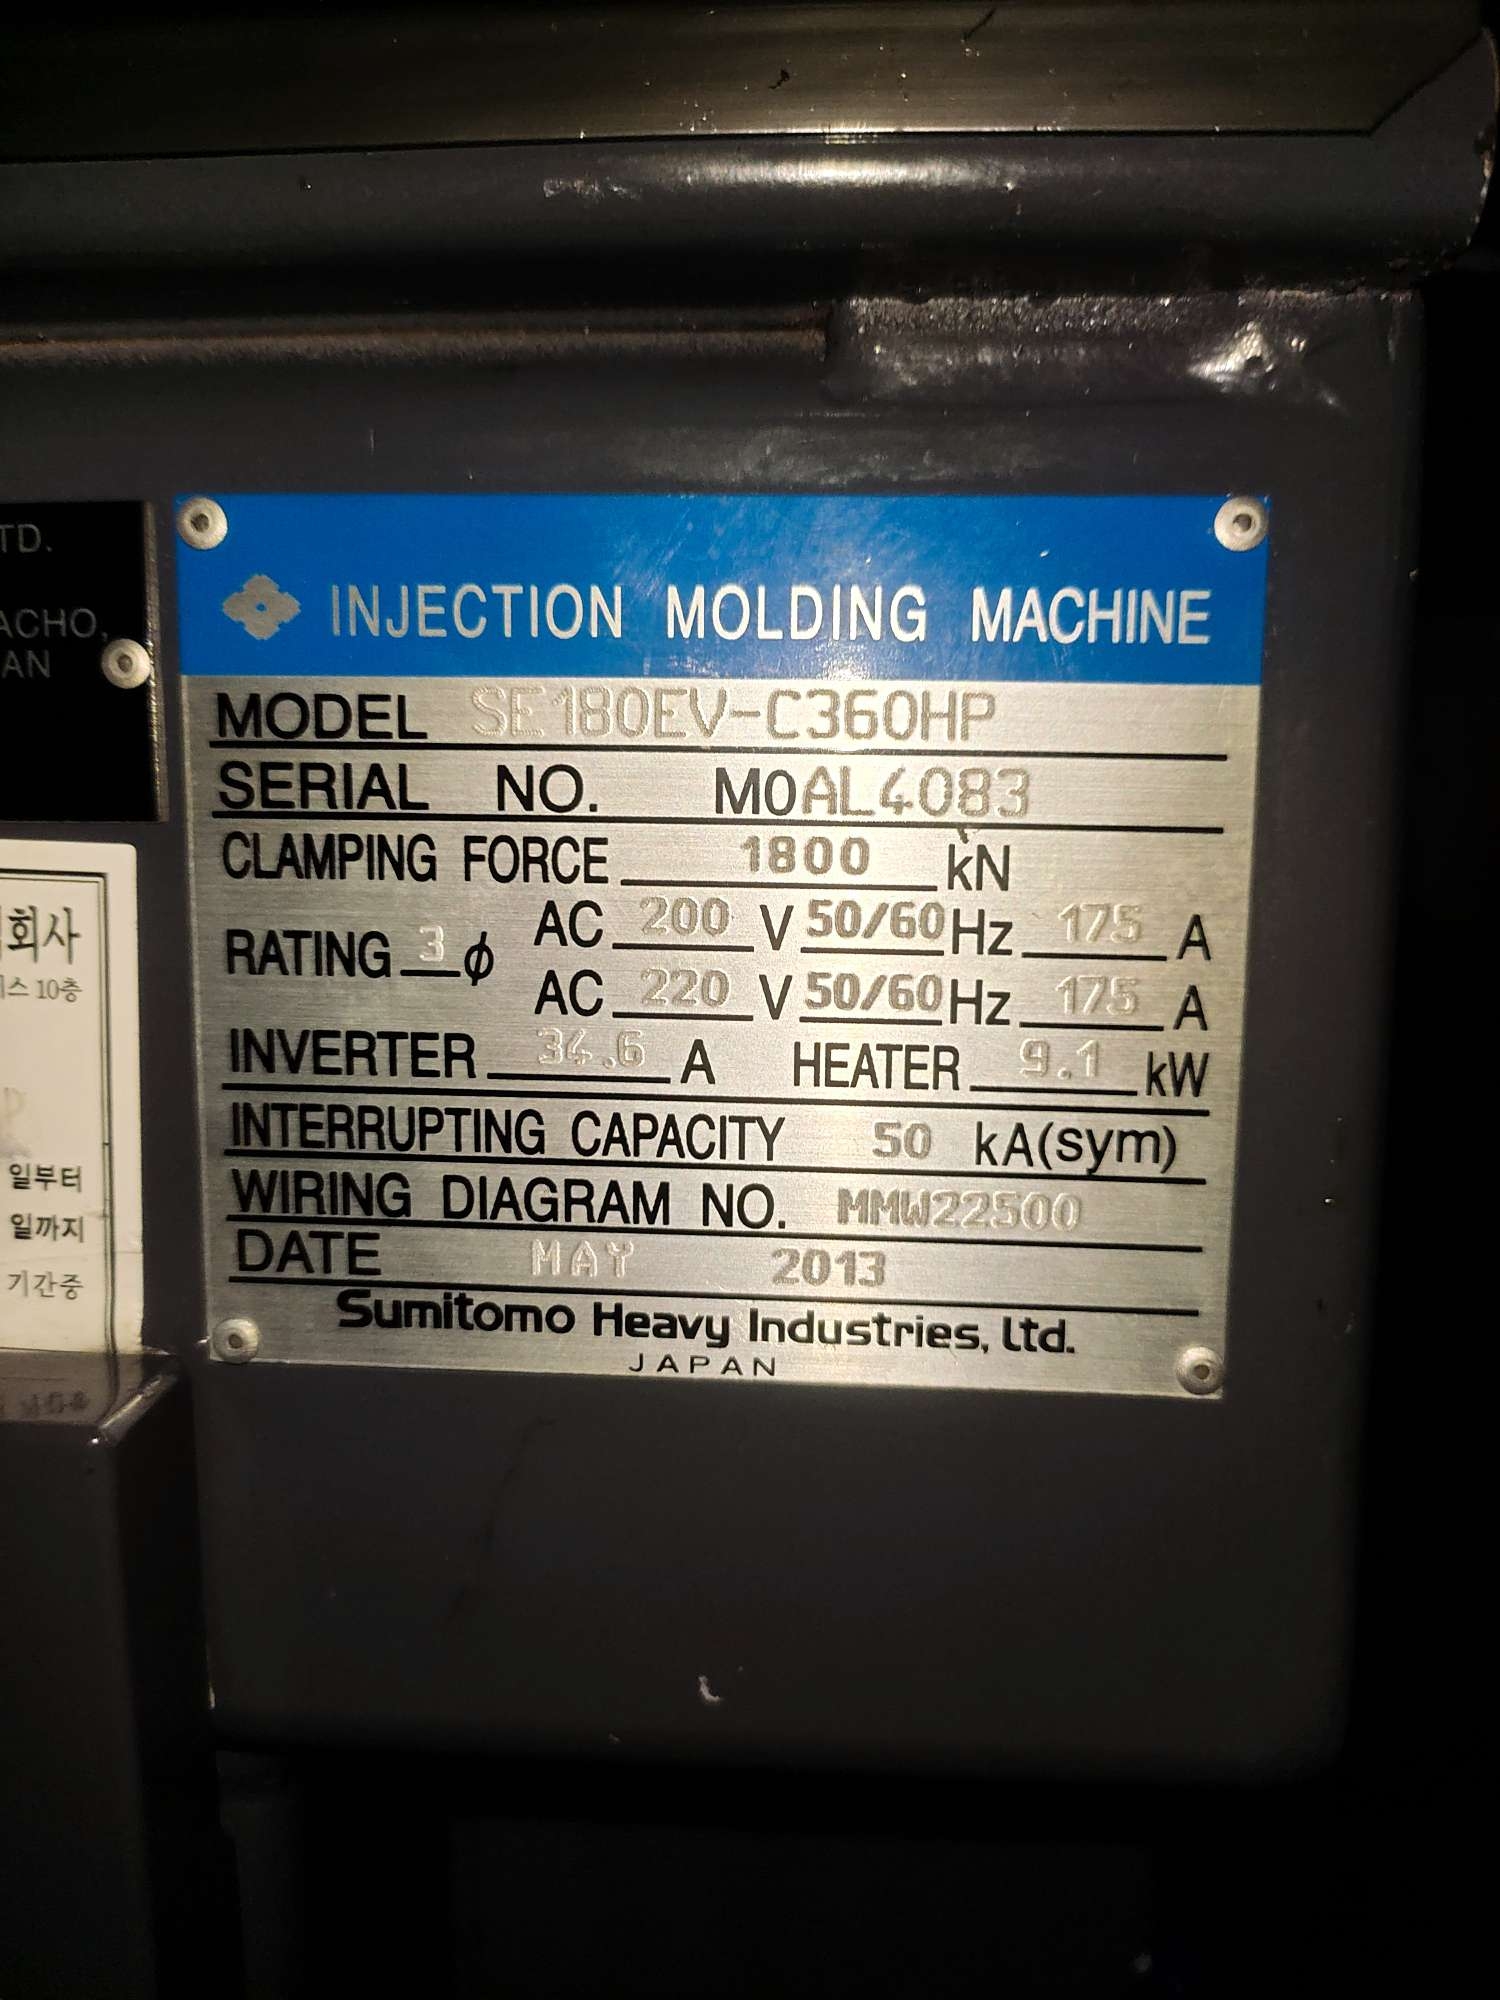 TD.
ACHO,
AN
회사
스 10층
일부터
일까지
기간중
INJECTION MOLDING MACHINE
MODEL SE180EV-C360HP
SERIAL NO. M0AL4083
CLAMPING FORCE 1800 kN
RATING 3 ϕ AC 200 V 50/60 Hz 175 A
AC 220 V 50/60 Hz 175 A
INVERTER 34.6 A HEATER 9.1 kW
INTERRUPTING CAPACITY 50 kA(sym)
WIRING DIAGRAM NO. MMW22500
DATE MAY 2013
Sumitomo Heavy Industries, Ltd.
JAPAN